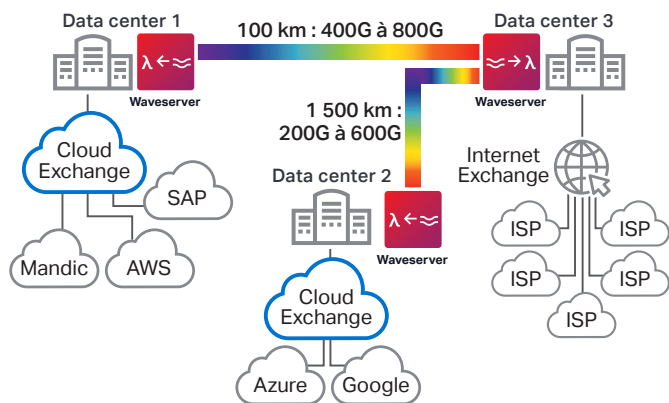 Data center 1
100 km : 400G à 800G
Data center 3
λ
λ
Waveserver
Waveserver
1 500 km :
200G à 600G
Cloud
Exchange
SAP
Mandic
AWS
Data center 2
λ
Waveserver
Cloud
Exchange
Azure
Google
Internet
Exchange
ISP
ISP
ISP
ISP
ISP